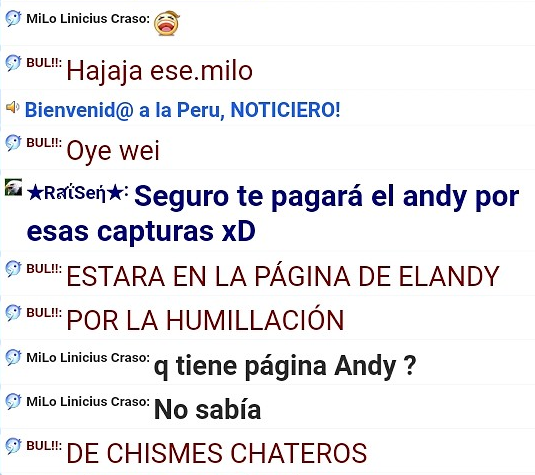 MiLo Linicius Craso:
BUL!!: Hajaja ese.milo
Bienvenid@ a la Peru, NOTICIERO!
BUL!!: Oye wei
★RαïSeή★: Seguro te pagará el andy por
esas capturas xD
BUL!!: ESTARA EN LA PÁGINA DE ELANDY
BUL!!: POR LA HUMILLACIÓN
MiLo Linicius Craso: q tiene página Andy ?
MiLo Linicius Craso: No sabía
BUL!!: DE CHISMES CHATEROS